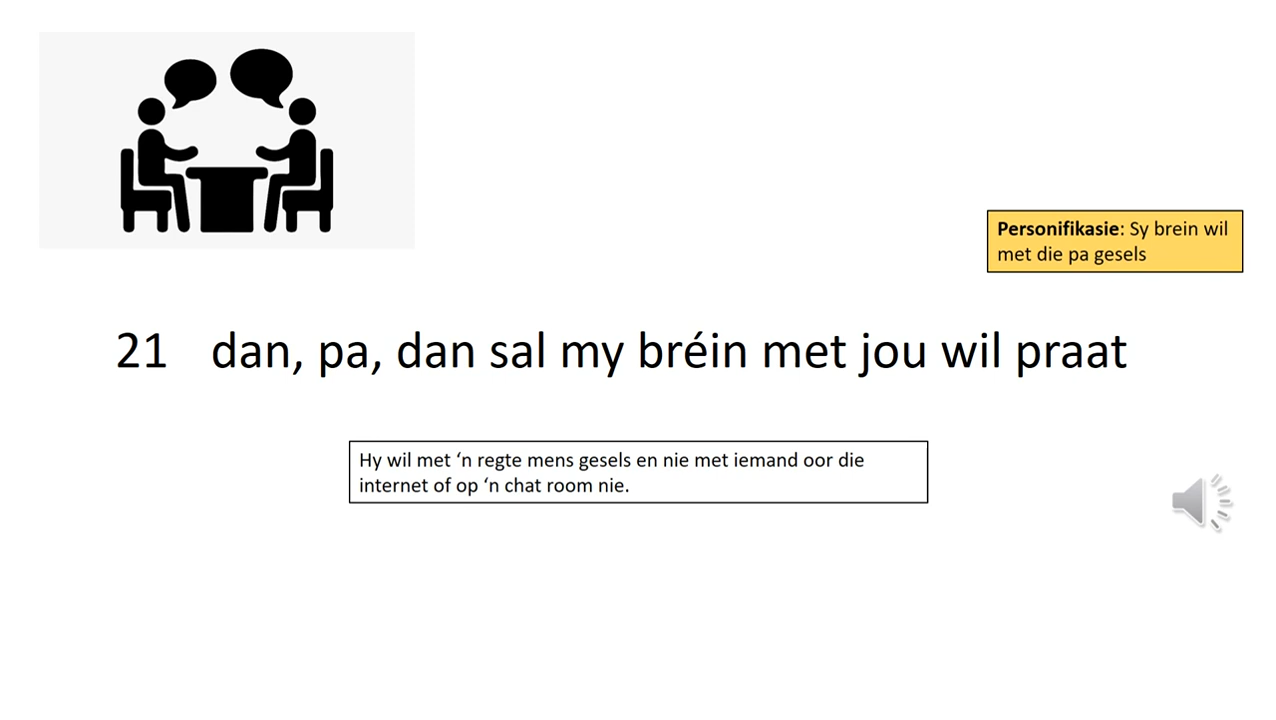 Personifikasie: Sy brein wil
met die pa gesels
21 dan, pa, dan sal my bréin met jou wil praat
Hy wil met ‘n regte mens gesels en nie met iemand oor die
internet of op ‘n chat room nie.